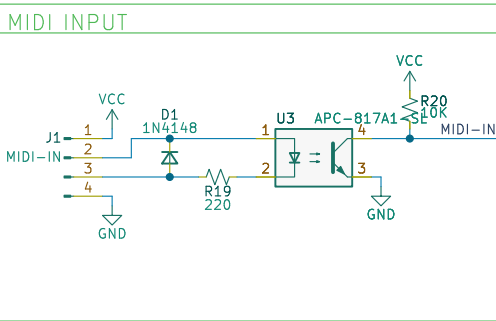 MIDI INPUT
VCC
VCC
D1
1N4148
U3
APC-817A1-SE
R20
10K
J1
1
2
3
4
MIDI-IN
1
2
4
3
MIDI-IN
R19
220
GND
GND